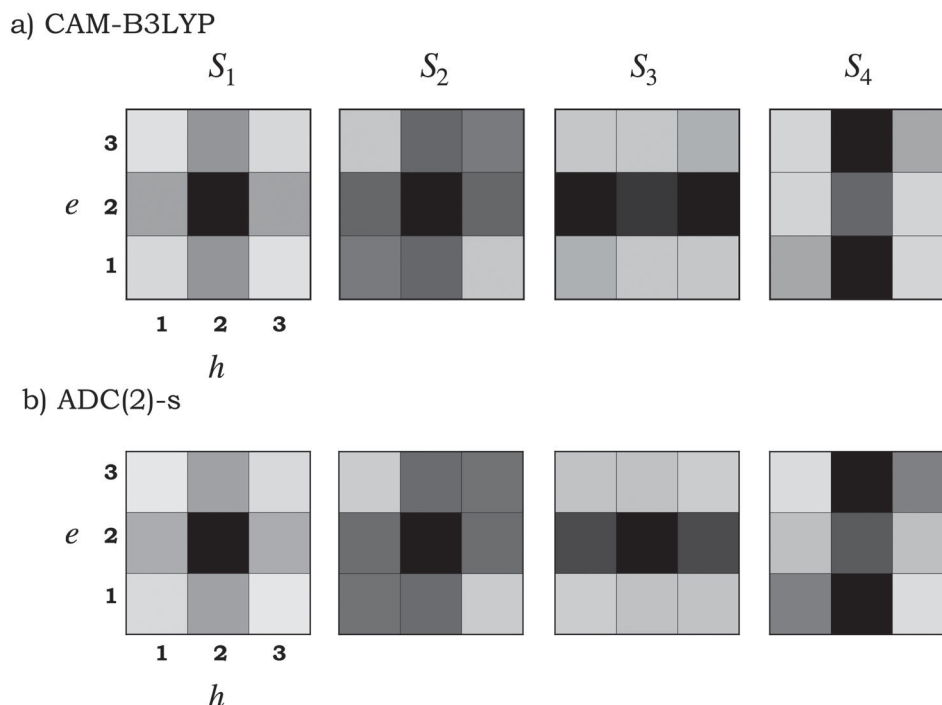 a) CAM-B3LYP
S1 S2 S3 S4
3
e 2
1
1 2 3
h
b) ADC(2)-s
3
e 2
1
1 2 3
h